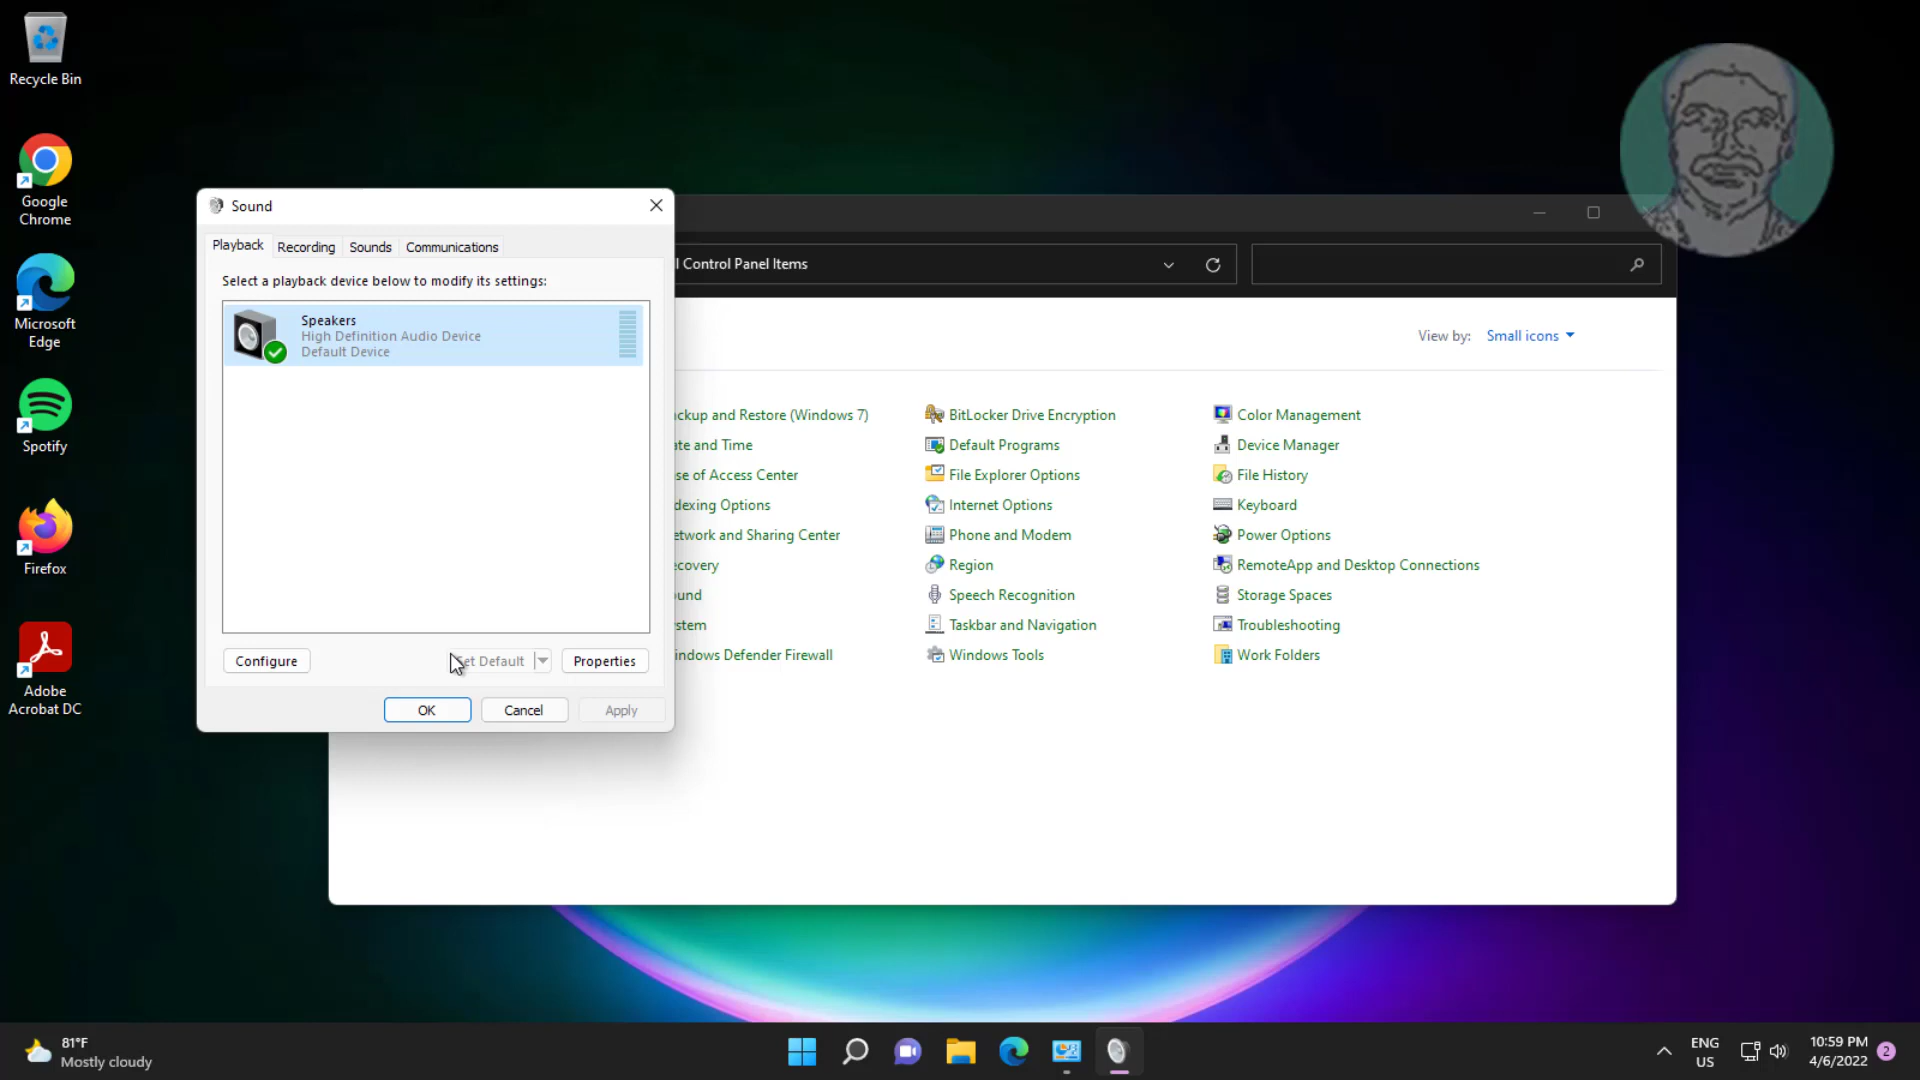 Recycle Bin
Google
Chrome
Microsoft
Edge
Spotify
Firefox
Adobe
Acrobat DC
Sound
Playback
Recording
Sounds
Communications
Select a playback device below to modify its settings:
Speakers
High Definition Audio Device
Default Device
Configure
et Default
Properties
OK
Cancel
Apply
l Control Panel Items
View by:
Small icons
ckup and Restore (Windows 7)
BitLocker Drive Encryption
Color Management
ate and Time
Default Programs
Device Manager
se of Access Center
File Explorer Options
File History
dexing Options
Internet Options
Keyboard
etwork and Sharing Center
Phone and Modem
Power Options
ecovery
Region
RemoteApp and Desktop Connections
und
Speech Recognition
Storage Spaces
stem
Taskbar and Navigation
Troubleshooting
indows Defender Firewall
Windows Tools
Work Folders
81°F
Mostly cloudy
ENG
US
10:59 PM
4/6/2022
2